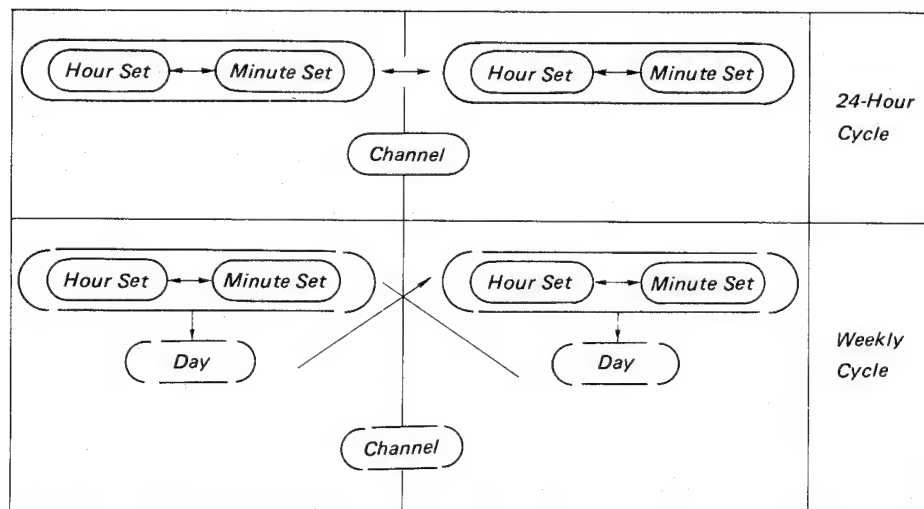 Hour Set Minute Set Hour Set Minute Set
24-Hour
Cycle
Channel
Hour Set Minute Set Hour Set Minute Set
Day Day
Weekly
Cycle
Channel